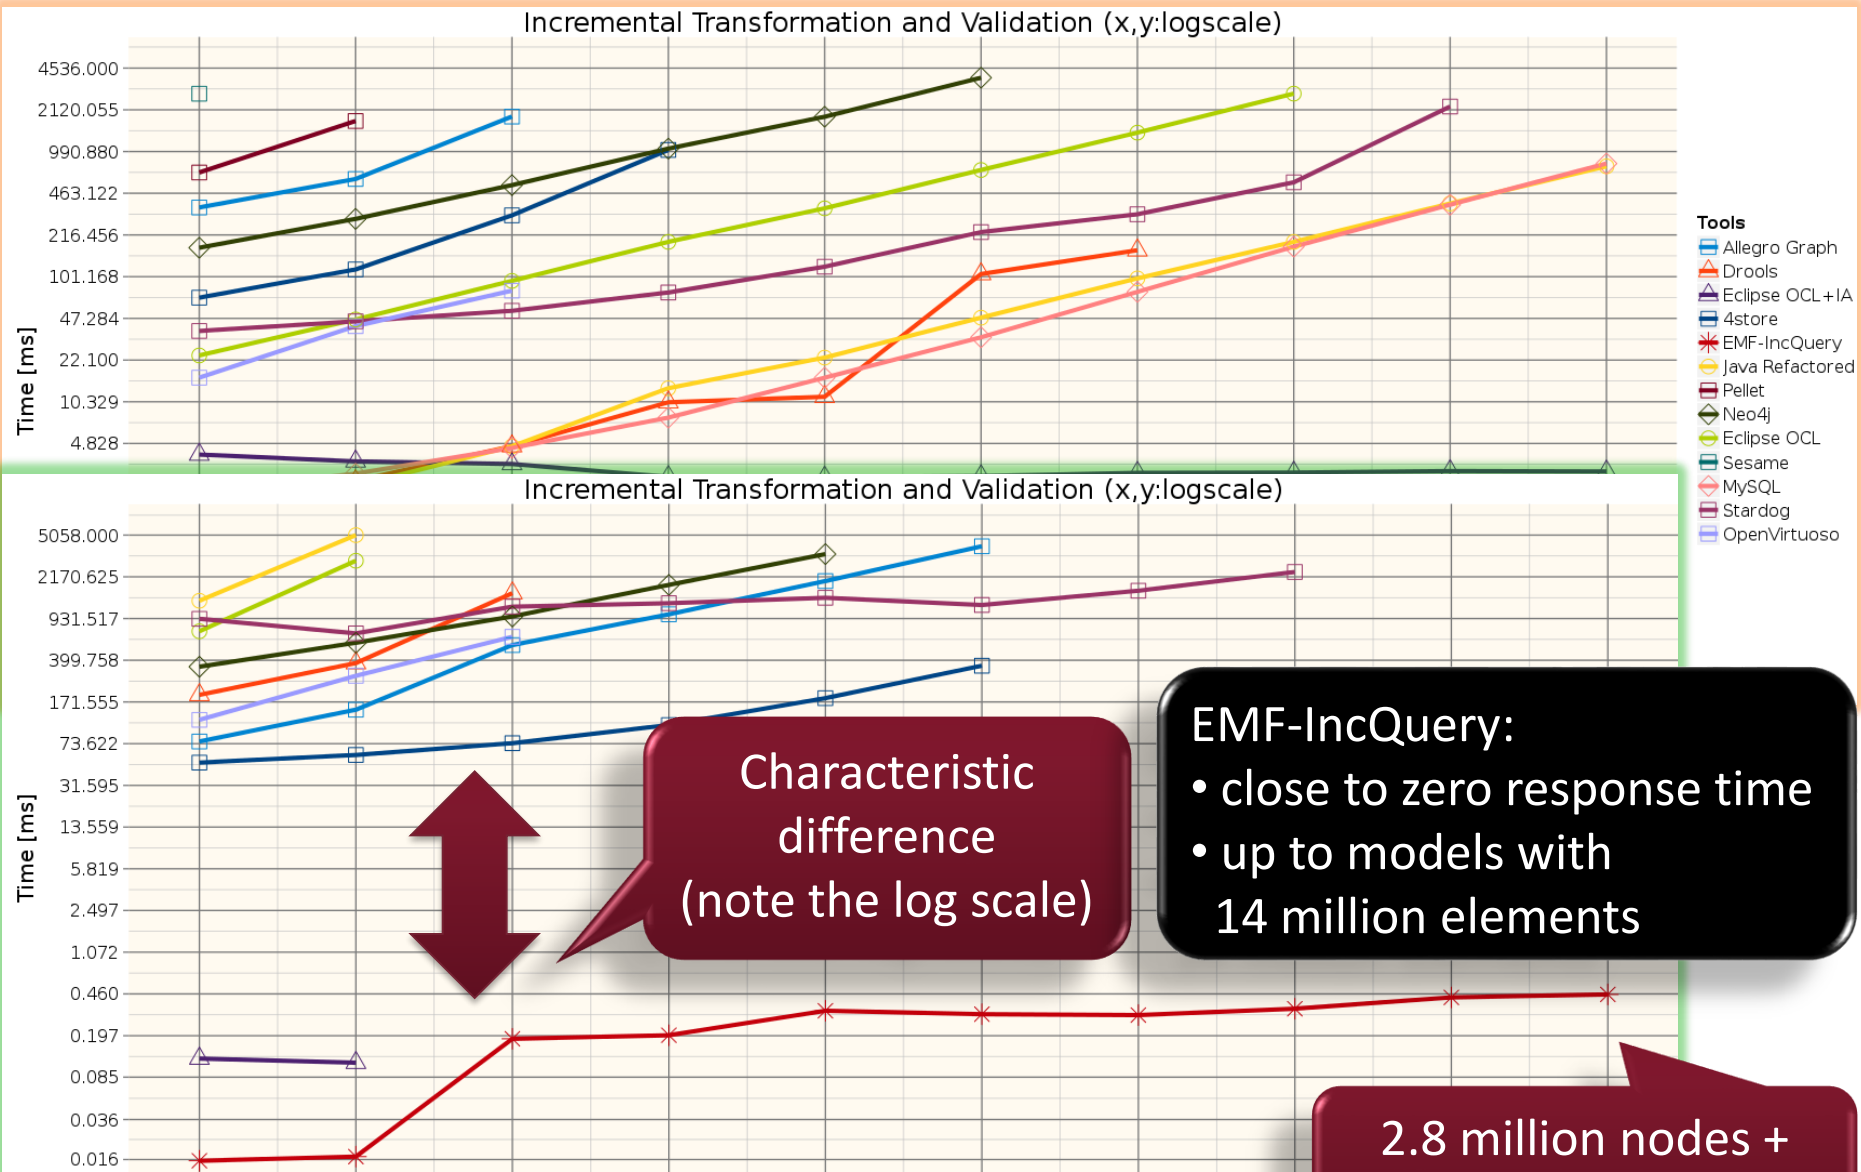 Incremental Transformation and Validation (x,y:logscale)
4536.000
2120.055
990.880
463.122
216.456
101.168
47.284
22.100
10.329
4.828
Time [ms]
Tools
Allegro Graph
Drools
Eclipse OCL+IA
4store
EMF-IncQuery
Java Refactored
Pellet
Neo4j
Eclipse OCL
Sesame
MySQL
Stardog
OpenVirtuoso
Incremental Transformation and Validation (x,y:logscale)
5058.000
2170.625
931.517
399.758
171.555
73.622
31.595
13.559
5.819
2.497
1.072
0.460
0.197
0.085
0.036
0.016
Time [ms]
Characteristic
difference
(note the log scale)
EMF-IncQuery:
• close to zero response time
• up to models with
14 million elements
2.8 million nodes +